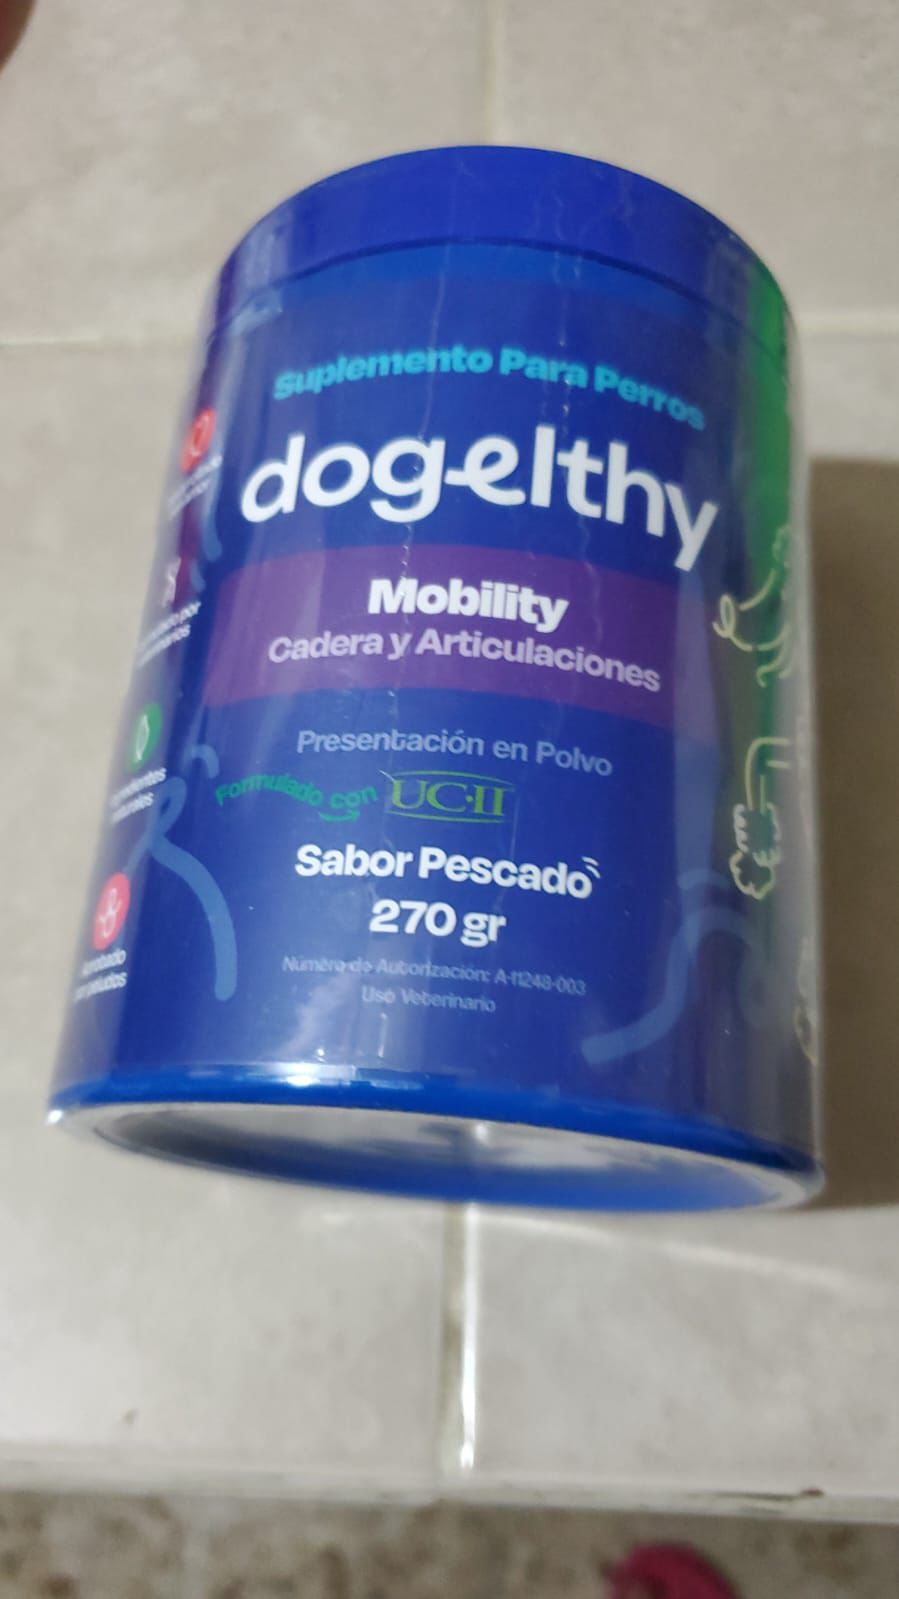 Suplemento Para Perros
dogelthy
Mobility
Cadera y Articulaciones
Presentación en Polvo
Formulado con UC·II
Sabor Pescado
270 gr
Número de Autorización: A-11248-003
Uso Veterinario